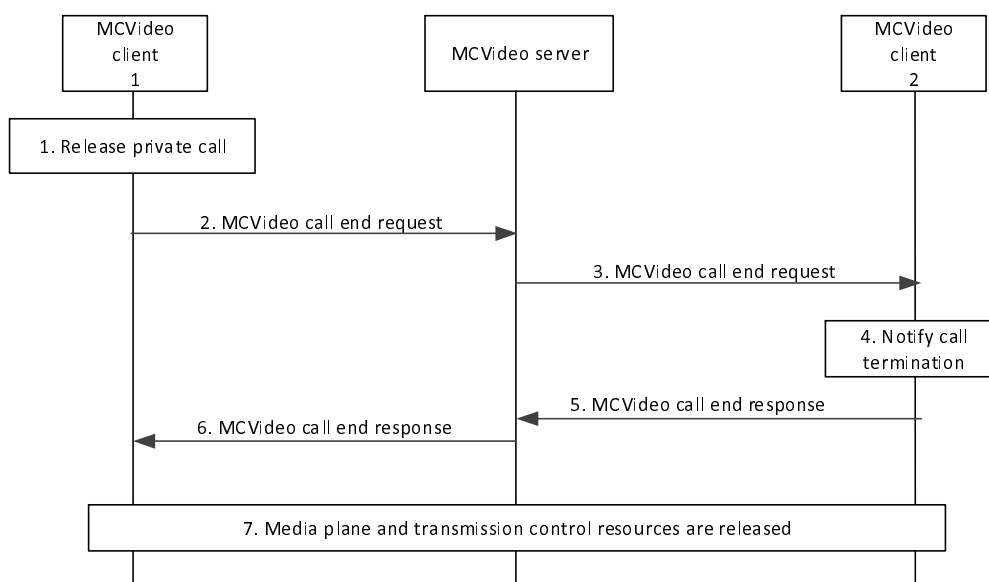 MCVideo
client
1
MCVideo server
MCVideo
client
2
1. Release private call
2. MCVideo call end request
3. MCVideo call end request
4. Notify call
termination
5. MCVideo call end response
6. MCVideo call end response
7. Media plane and transmission control resources are released